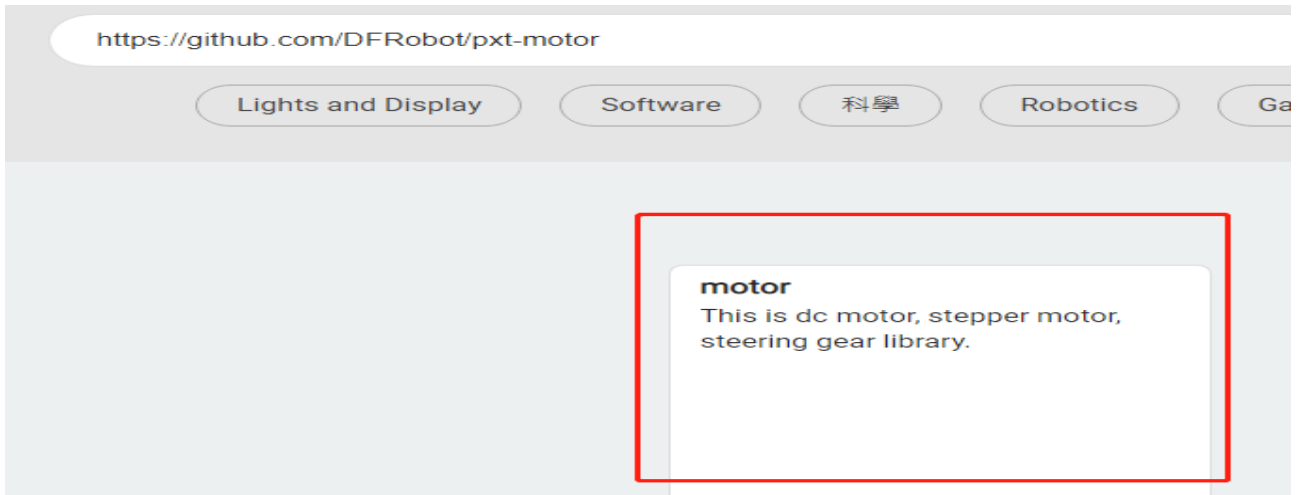 https://github.com/DFRobot/pxt-motor
Lights and Display Software 科學 Robotics Ga
motor
This is dc motor, stepper motor,
steering gear library.